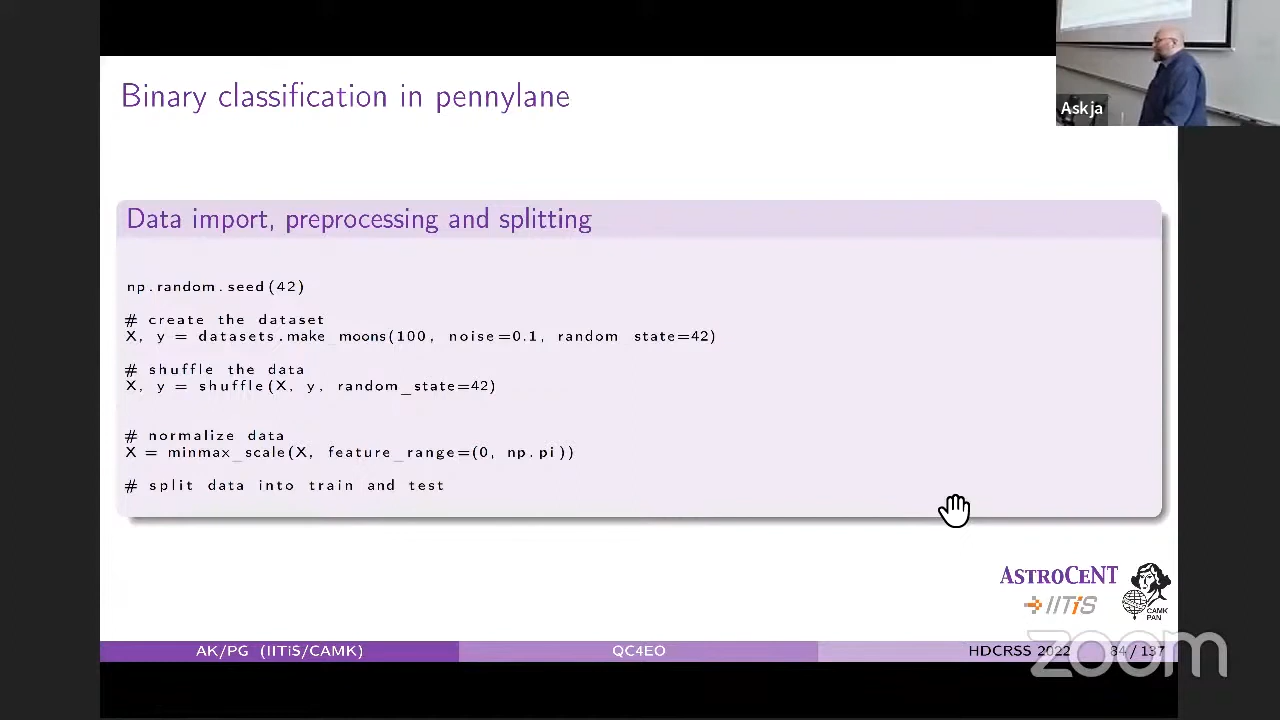 Binary classification in pennylane
Askja
Data import, preprocessing and splitting
np.random.seed(42)
# create the dataset
X, y = datasets.make_moons(100, noise=0.1, random_state=42)
# shuffle the data
X, y = shuffle(X, y, random_state=42)
# normalize data
X = minmax_scale(X, feature_range=(0, np.pi))
# split data into train and test
ASTROCENT
IITiS
CAMK
PAN
AK/PG (IITiS/CAMK) QC4EO HDCRSS 2022 84/137
zoom